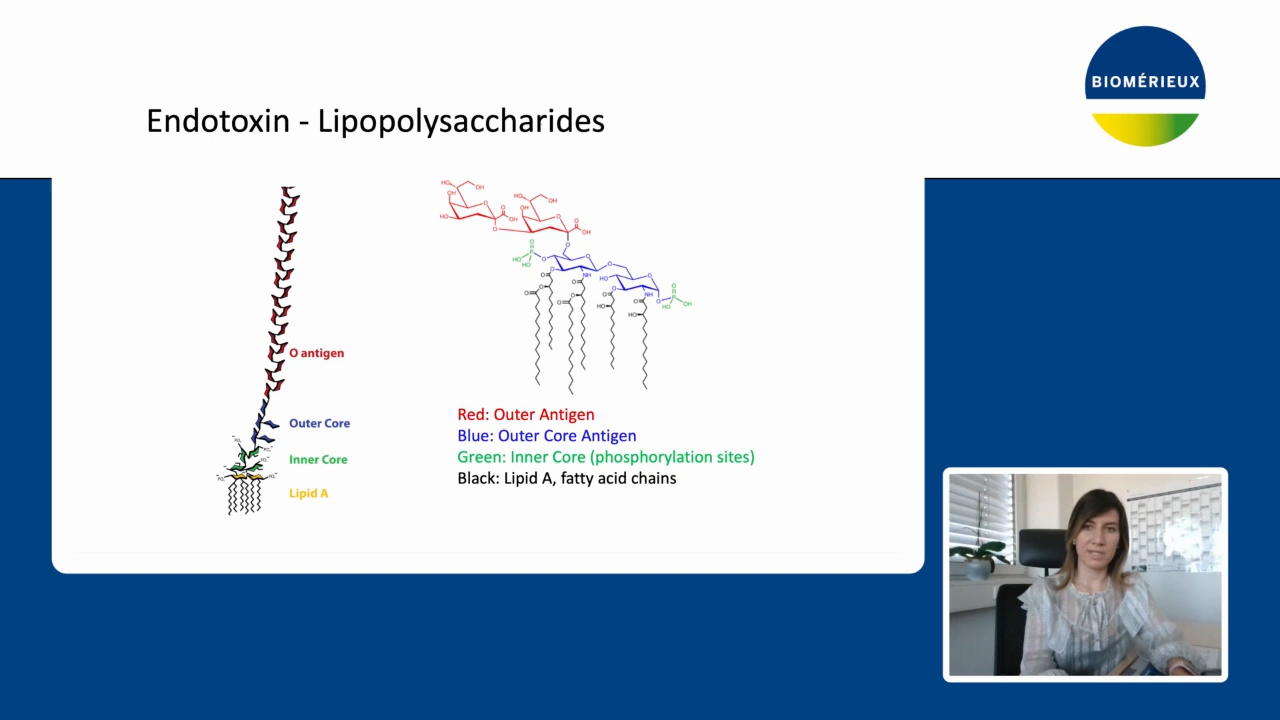 BIOMÉRIEUX
Endotoxin - Lipopolysaccharides
O antigen
Outer Core
Inner Core
Lipid A
Red: Outer Antigen
Blue: Outer Core Antigen
Green: Inner Core (phosphorylation sites)
Black: Lipid A, fatty acid chains